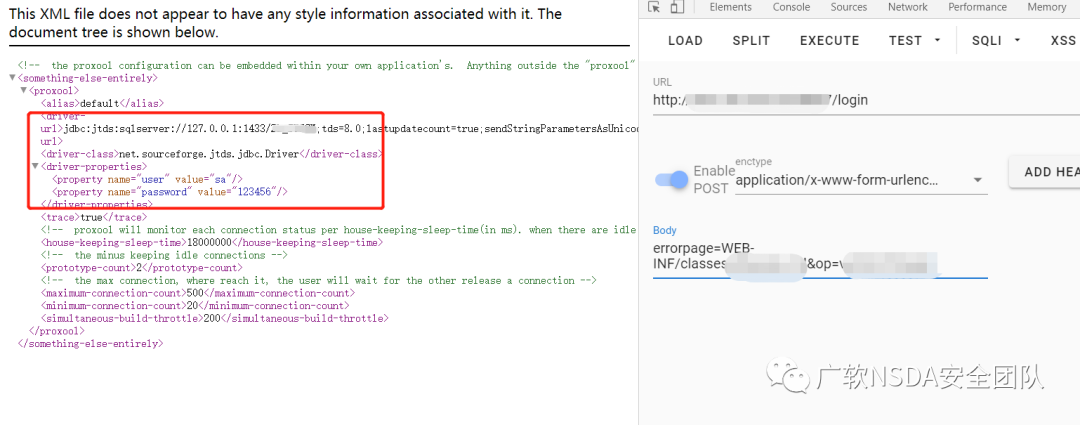 This XML file does not appear to have any style information associated with it. The
document tree is shown below.
<!-- the proxool configuration can be embedded within your own application's. Anything outside the "proxool"
▼<something-else-entirely>
▼<proxool>
<alias>default</alias>
<driver-
url>jdbc:jtds:sqlserver://127.0.0.1:1433/;tds=8.0;lastupdatecount=true;sendStringParametersAsUnico
url>
<driver-class>net.sourceforge.jtds.jdbc.Driver</driver-class>
▼<driver-properties>
<property name="user" value="sa"/>
<property name="password" value="123456"/>
</driver-properties>
<trace>true</trace>
<!-- proxool will monitor each connection status per house-keeping-sleep-time(in ms). when there are idle
<house-keeping-sleep-time>18000000</house-keeping-sleep-time>
<!-- the minus keeping idle connections -->
<prototype-count>2</prototype-count>
<!-- the max connection, where reach it, the user will wait for the other release a connection -->
<maximum-connection-count>500</maximum-connection-count>
<minimum-connection-count>20</minimum-connection-count>
<simultaneous-build-throttle>200</simultaneous-build-throttle>
</proxool>
</something-else-entirely>
Elements Console Sources Network Performance Memory
LOAD SPLIT EXECUTE TEST SQLI XSS
URL
http://7/login
Enable
POST
enctype
application/x-www-form-urlenc...
ADD HEA
Body
errorpage=WEB-
INF/classes &op=
广软NSDA安全团队